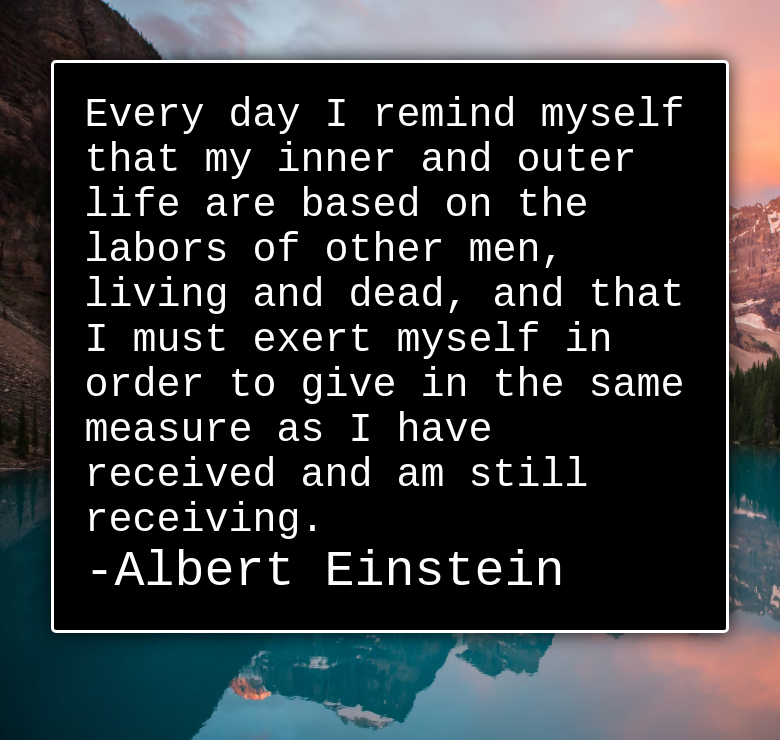 Every day I remind myself
that my inner and outer
life are based on the
labors of other men,
living and dead, and that
I must exert myself in
order to give in the same
measure as I have
received and am still
receiving.
-Albert Einstein